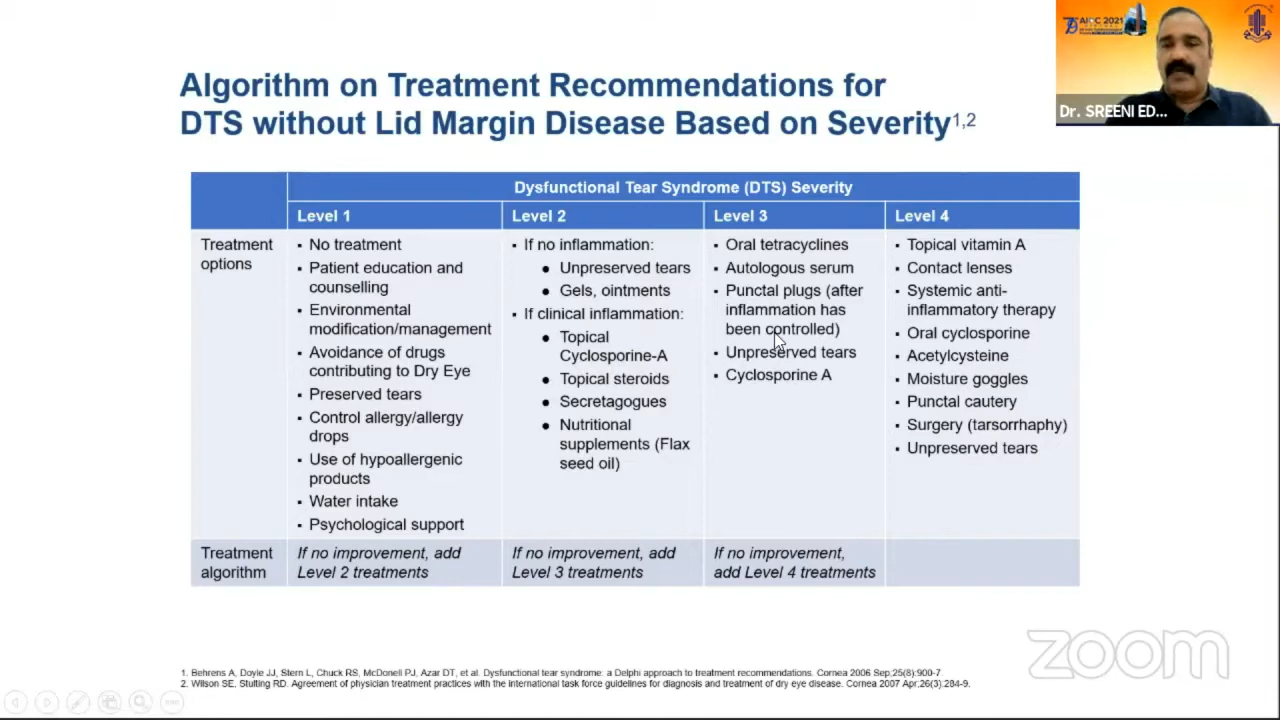 AIOC 2021
Dr. SREENI ED...
Algorithm on Treatment Recommendations for
DTS without Lid Margin Disease Based on Severity1,2
Dysfunctional Tear Syndrome (DTS) Severity
Level 1
Level 2
Level 3
Level 4
Treatment
options
▪ No treatment
▪ Patient education and
counselling
▪ Environmental
modification/management
▪ Avoidance of drugs
contributing to Dry Eye
▪ Preserved tears
▪ Control allergy/allergy
drops
▪ Use of hypoallergenic
products
▪ Water intake
▪ Psychological support
▪ If no inflammation:
● Unpreserved tears
● Gels, ointments
▪ If clinical inflammation:
● Topical
Cyclosporine-A
● Topical steroids
● Secretagogues
● Nutritional
supplements (Flax
seed oil)
▪ Oral tetracyclines
▪ Autologous serum
▪ Punctal plugs (after
inflammation has
been controlled)
▪ Unpreserved tears
▪ Cyclosporine A
▪ Topical vitamin A
▪ Contact lenses
▪ Systemic anti-
inflammatory therapy
▪ Oral cyclosporine
▪ Acetylcysteine
▪ Moisture goggles
▪ Punctal cautery
▪ Surgery (tarsorrhaphy)
▪ Unpreserved tears
Treatment
algorithm
If no improvement, add
Level 2 treatments
If no improvement, add
Level 3 treatments
If no improvement,
add Level 4 treatments
zoom
1. Behrens A, Doyle JJ, Stern L, Chuck RS, McDonell PJ, Azar DT, et al. Dysfunctional tear syndrome: a Delphi approach to treatment recommendations. Cornea 2006 Sep;25(8):900-7
2. Wilson SE, Stulting RD. Agreement of physician treatment practices with the international task force guidelines for diagnosis and treatment of dry eye disease. Cornea 2007 Apr;26(3):284-9.